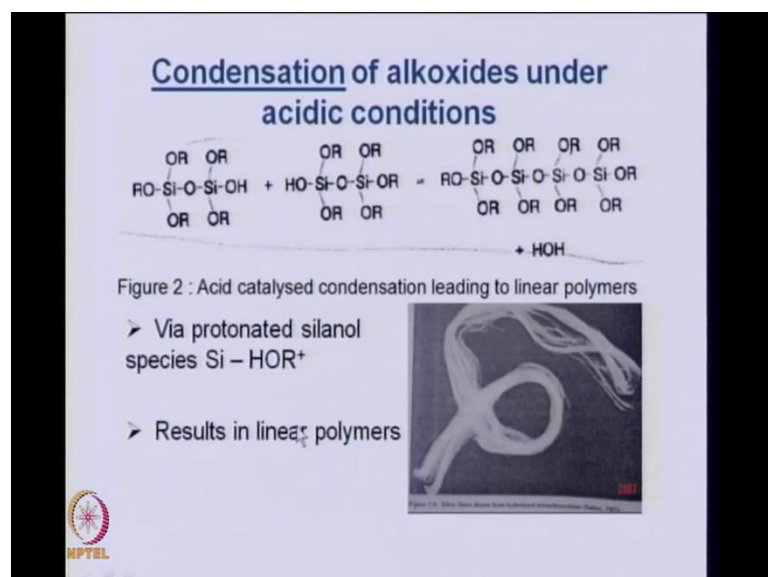 Condensation of alkoxides under
acidic conditions
OR OR OR OR OR OR OR OR
RO-Si-O-Si-OH + HO-Si-O-Si-OR = RO-Si-O-Si-O-Si-O-Si-OR
OR OR OR OR OR OR OR OR
+ HOH
Figure 2 : Acid catalysed condensation leading to linear polymers
➢ Via protonated silanol
species Si – HOR⁺
➢ Results in linear polymers
2001
NPTEL